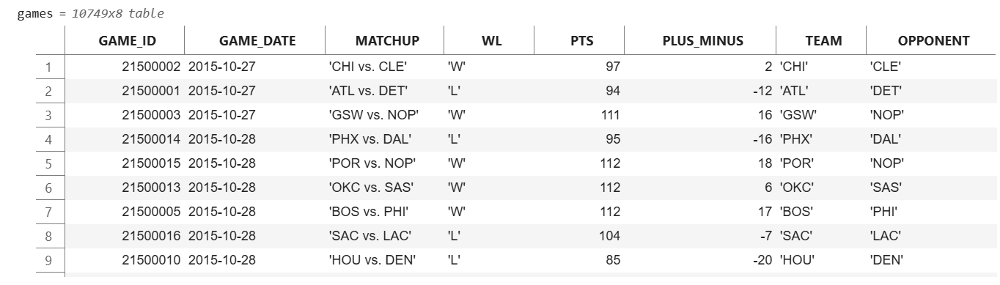 games = 10749x8 table
GAME_ID GAME_DATE MATCHUP WL PTS PLUS_MINUS TEAM OPPONENT
1 21500002 2015-10-27 'CHI vs. CLE' 'W' 97 2 'CHI' 'CLE'
2 21500001 2015-10-27 'ATL vs. DET' 'L' 94 -12 'ATL' 'DET'
3 21500003 2015-10-27 'GSW vs. NOP' 'W' 111 16 'GSW' 'NOP'
4 21500014 2015-10-28 'PHX vs. DAL' 'L' 95 -16 'PHX' 'DAL'
5 21500015 2015-10-28 'POR vs. NOP' 'W' 112 18 'POR' 'NOP'
6 21500013 2015-10-28 'OKC vs. SAS' 'W' 112 6 'OKC' 'SAS'
7 21500005 2015-10-28 'BOS vs. PHI' 'W' 112 17 'BOS' 'PHI'
8 21500016 2015-10-28 'SAC vs. LAC' 'L' 104 -7 'SAC' 'LAC'
9 21500010 2015-10-28 'HOU vs. DEN' 'L' 85 -20 'HOU' 'DEN'